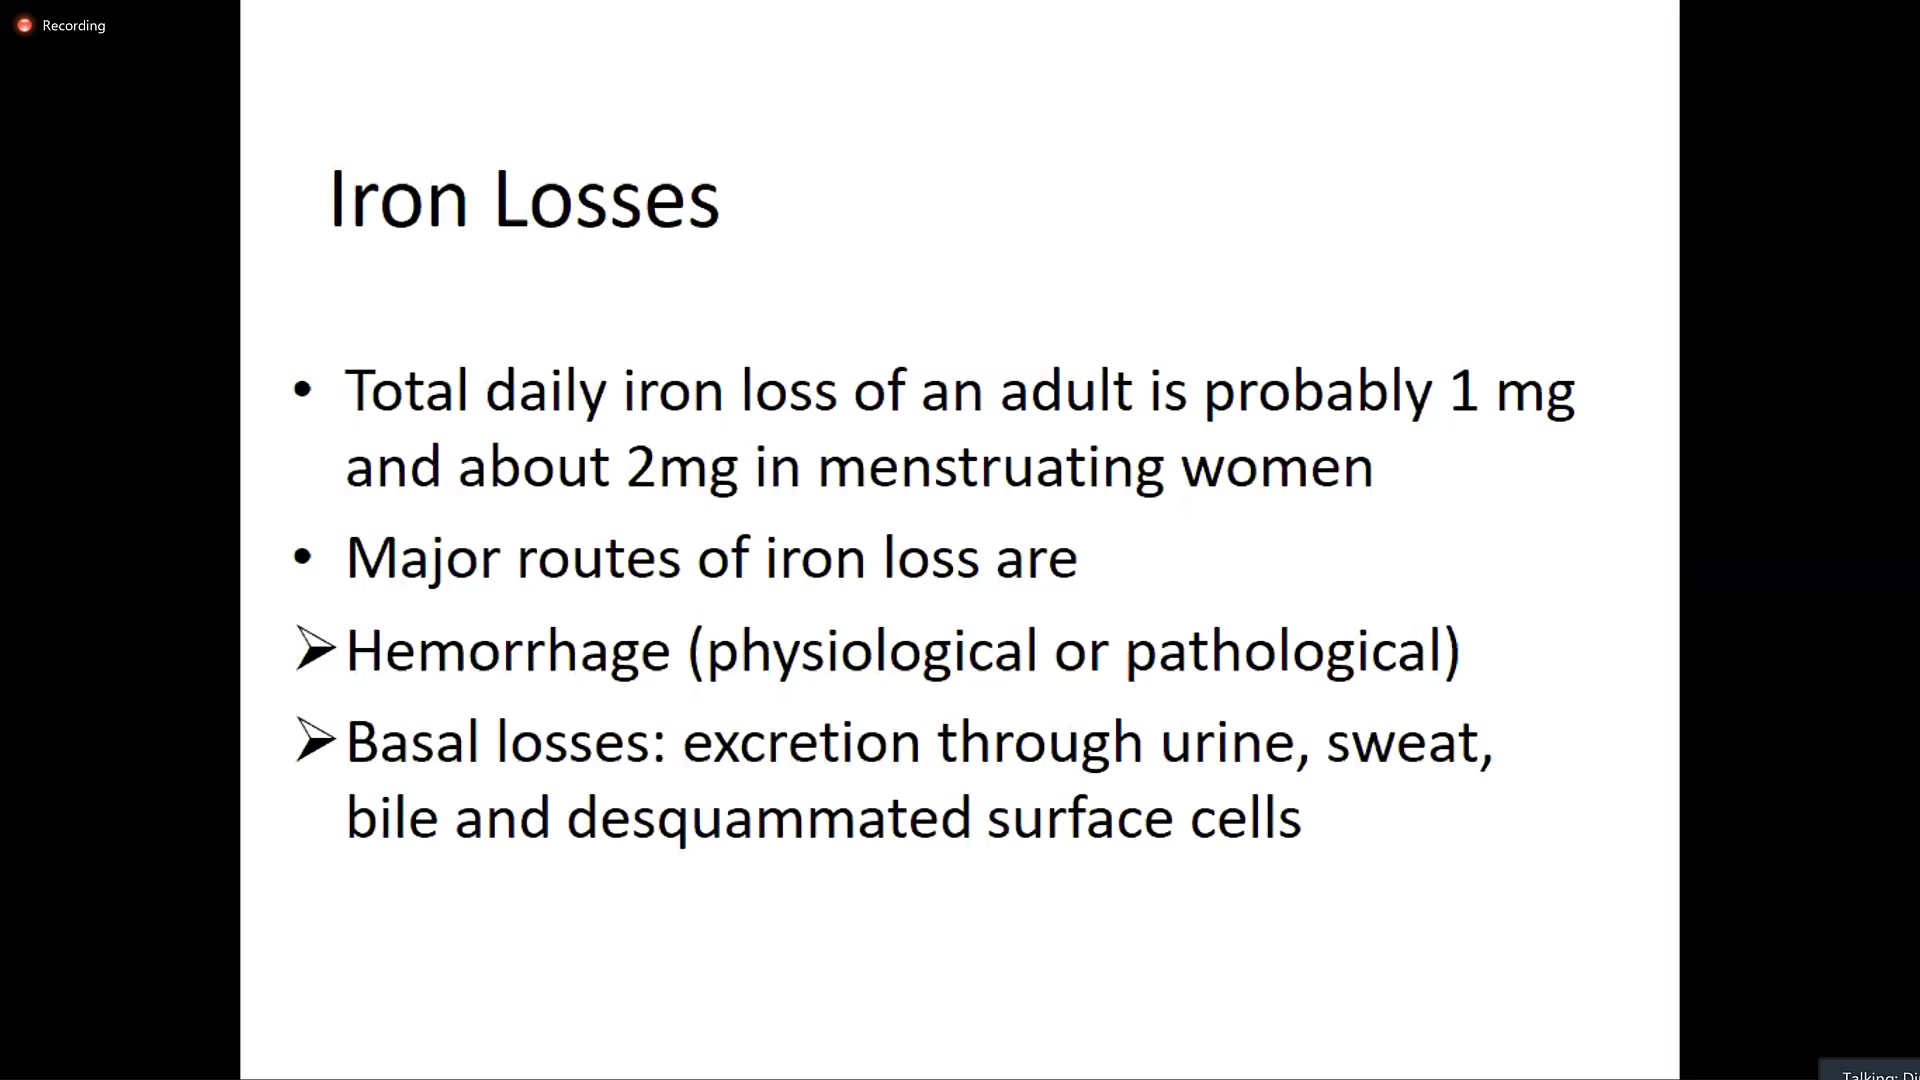 Recording
Iron Losses
• Total daily iron loss of an adult is probably 1 mg
and about 2mg in menstruating women
• Major routes of iron loss are
➢ Hemorrhage (physiological or pathological)
➢ Basal losses: excretion through urine, sweat,
bile and desquammated surface cells
Talking: